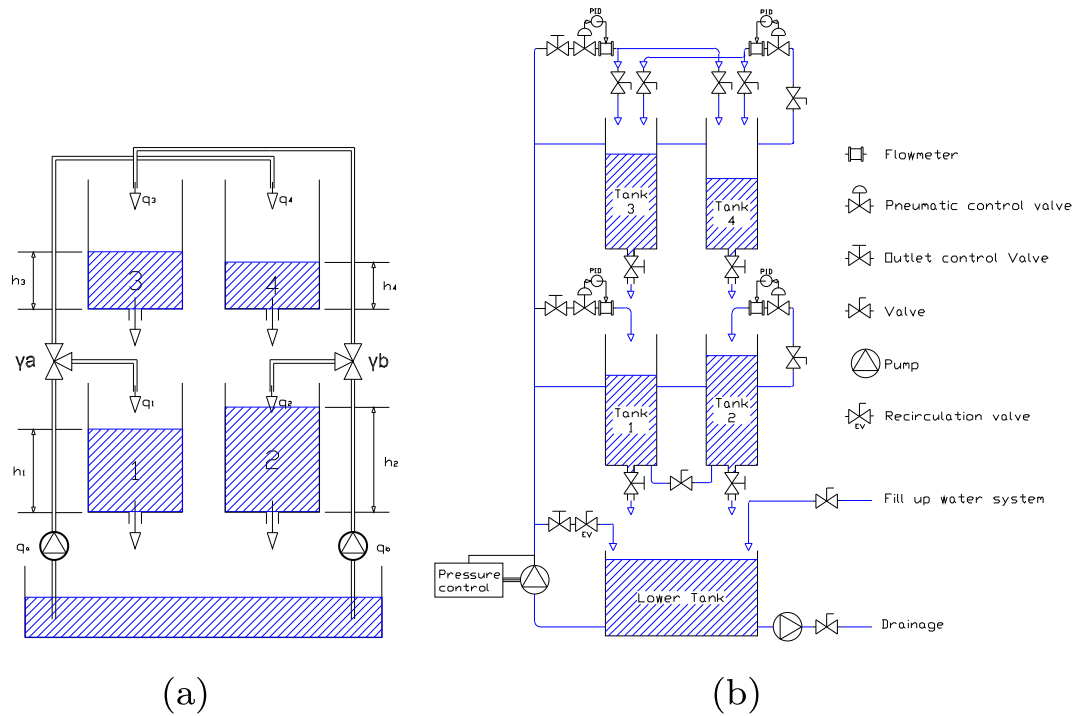 q3
q4
h3
3
4
h4
γa
γb
q1
q2
h1
1
2
h2
qa
qb
(a)
PID
PID
Tank
3
Tank
4
PID
PID
Tank
1
Tank
2
EV
Pressure
control
Lower Tank
Flowmeter
Pneumatic control valve
Outlet control Valve
Valve
Pump
EV
Recirculation valve
Fill up water system
Drainage
(b)